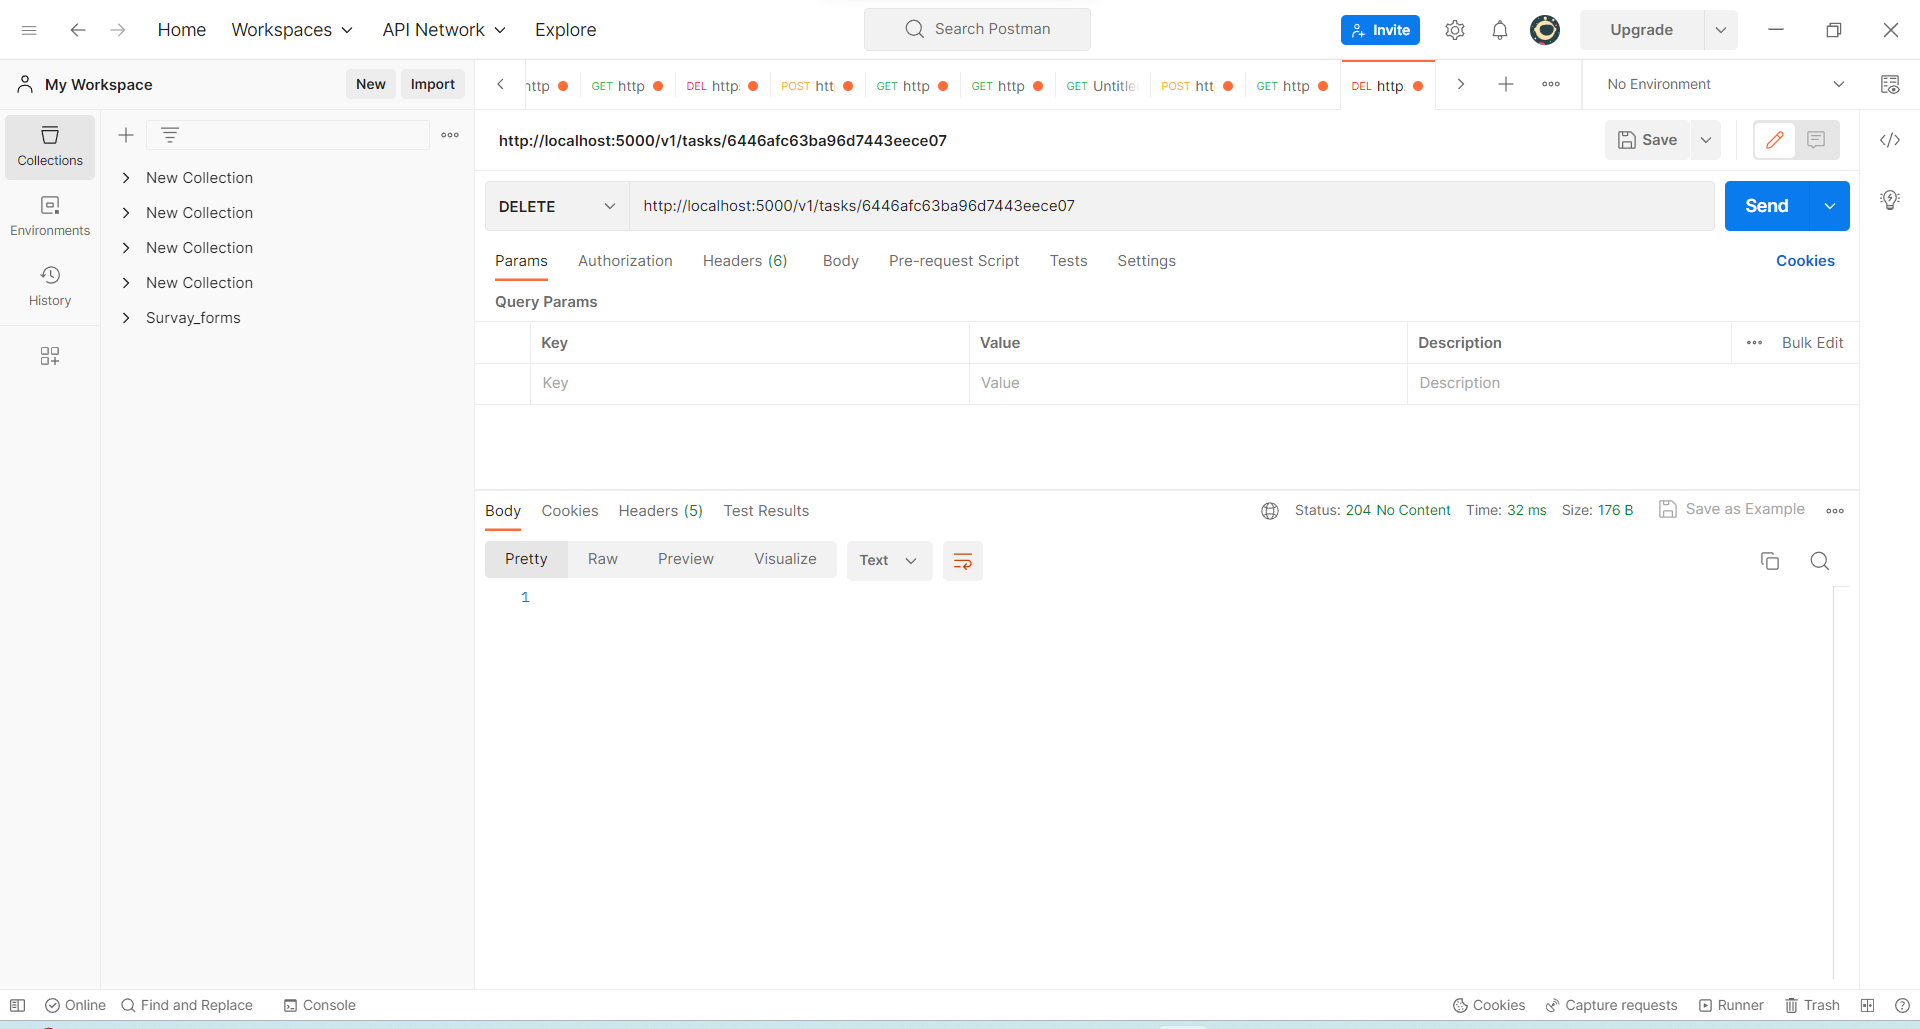 Home Workspaces API Network Explore Search Postman Invite Upgrade
My Workspace New Import http GET http DEL http POST htt GET http GET http GET Untitle POST htt GET http DEL http No Environment
http://localhost:5000/v1/tasks/6446afc63ba96d7443eece07 Save
Collections
Environments
History
New Collection
New Collection
New Collection
New Collection
Survay_forms
DELETE http://localhost:5000/v1/tasks/6446afc63ba96d7443eece07 Send
Params Authorization Headers (6) Body Pre-request Script Tests Settings Cookies
Query Params
Key Value Description Bulk Edit
Key Value Description
Body Cookies Headers (5) Test Results Status: 204 No Content Time: 32 ms Size: 176 B Save as Example
Pretty Raw Preview Visualize Text
1
Online Find and Replace Console Cookies Capture requests Runner Trash